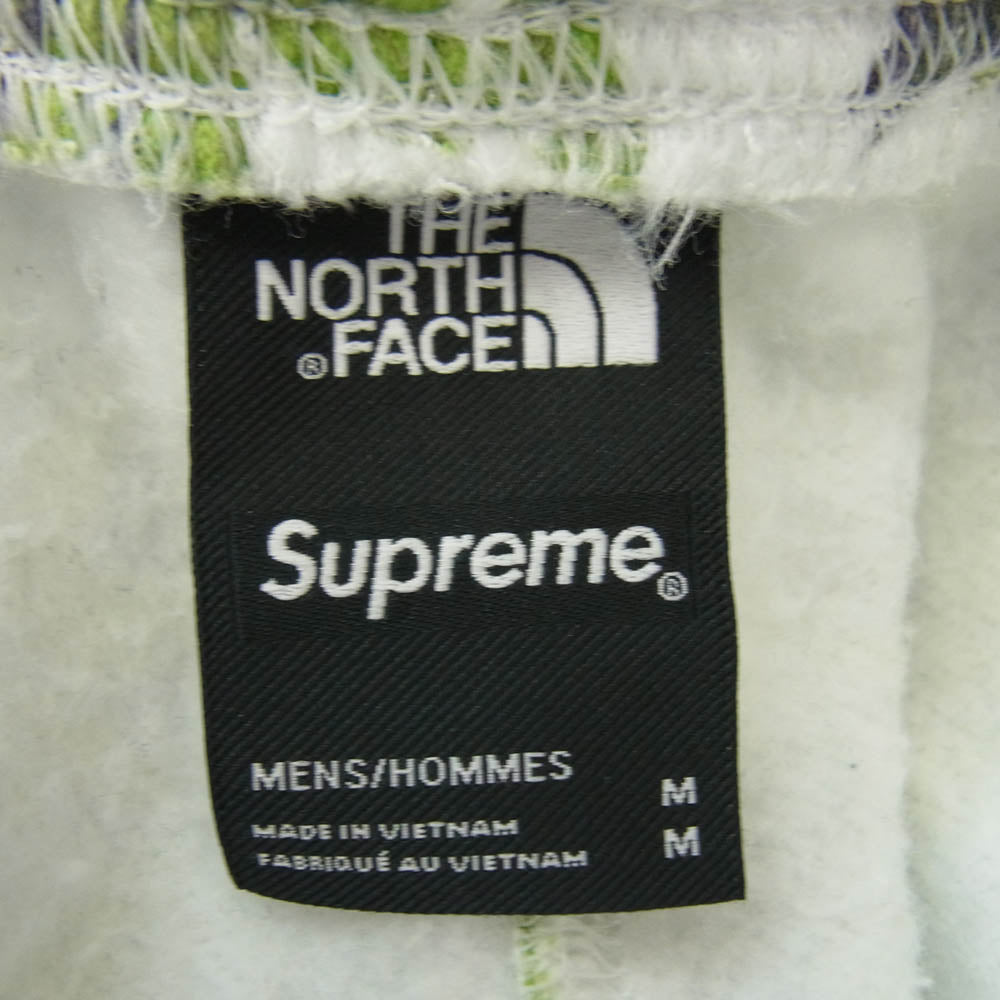 THE
NORTH
®FACE
Supreme®
MENS/HOMMES M
MADE IN VIETNAM M
FABRIQUÉ AU VIETNAM